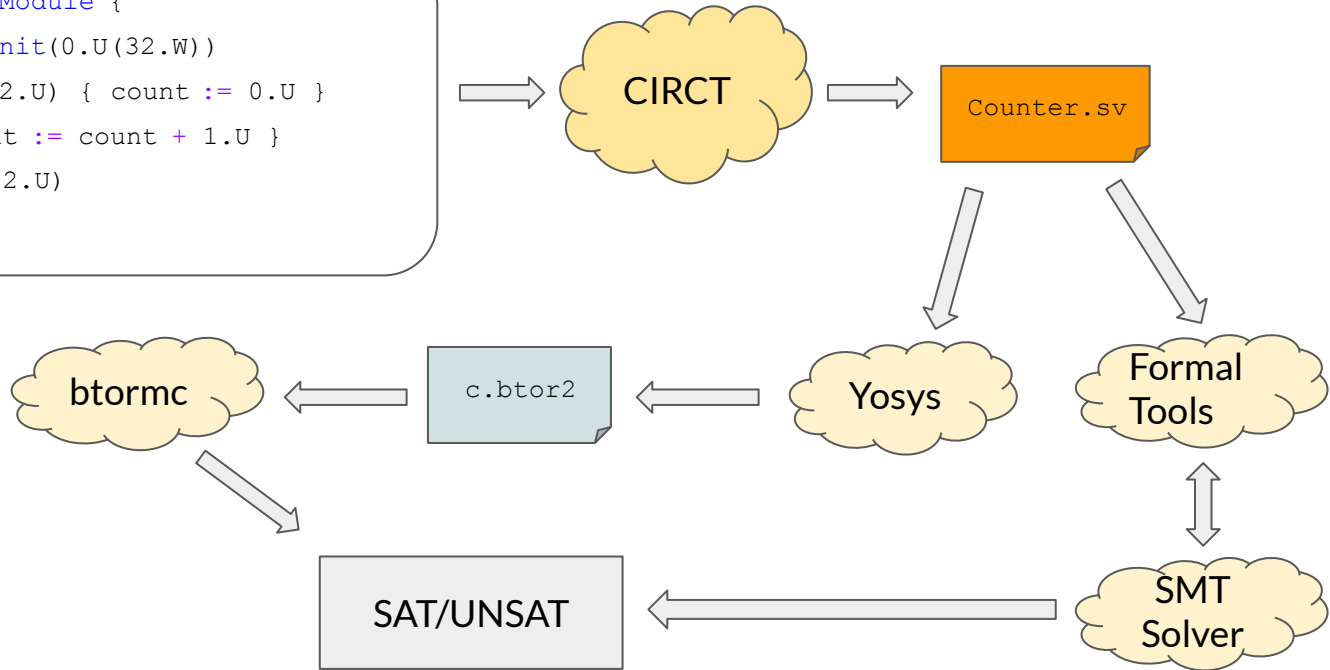 Module {
nit(0.U(32.W))
2.U) { count := 0.U }
t := count + 1.U }
2.U)
CIRCT
Counter.sv
btormc
c.btor2
Yosys
Formal
Tools
SAT/UNSAT
SMT
Solver